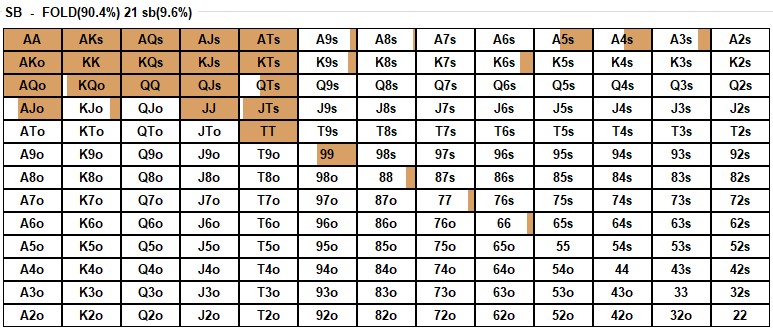 SB - FOLD(90.4%) 21 sb(9.6%)
AA AKs AQs AJs ATs A9s A8s A7s A6s A5s A4s A3s A2s
AKo KK KQs KJs KTs K9s K8s K7s K6s K5s K4s K3s K2s
AQo KQo QQ QJs QTs Q9s Q8s Q7s Q6s Q5s Q4s Q3s Q2s
AJo KJo QJo JJ JTs J9s J8s J7s J6s J5s J4s J3s J2s
ATo KTo QTo JTo TT T9s T8s T7s T6s T5s T4s T3s T2s
A9o K9o Q9o J9o T9o 99 98s 97s 96s 95s 94s 93s 92s
A8o K8o Q8o J8o T8o 98o 88 87s 86s 85s 84s 83s 82s
A7o K7o Q7o J7o T7o 97o 87o 77 76s 75s 74s 73s 72s
A6o K6o Q6o J6o T6o 96o 86o 76o 66 65s 64s 63s 62s
A5o K5o Q5o J5o T5o 95o 85o 75o 65o 55 54s 53s 52s
A4o K4o Q4o J4o T4o 94o 84o 74o 64o 54o 44 43s 42s
A3o K3o Q3o J3o T3o 93o 83o 73o 63o 53o 43o 33 32s
A2o K2o Q2o J2o T2o 92o 82o 72o 62o 52o 42o 32o 22